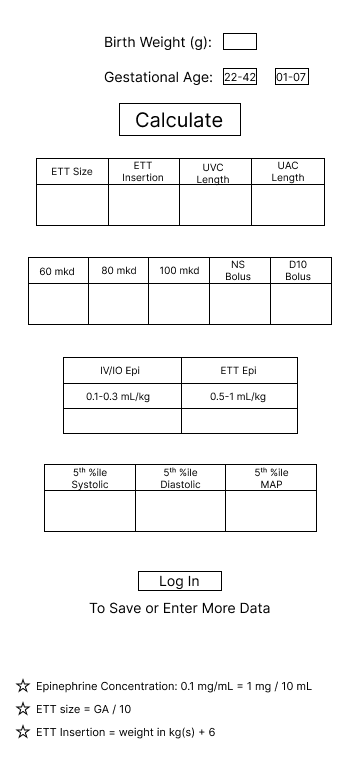 Birth Weight (g):
Gestational Age: 22-42 01-07
Calculate
ETT Size ETT Insertion UVC Length UAC Length
60 mkd 80 mkd 100 mkd NS Bolus D10 Bolus
IV/IO Epi ETT Epi
0.1-0.3 mL/kg 0.5-1 mL/kg
5th %ile Systolic 5th %ile Diastolic 5th %ile MAP
Log In
To Save or Enter More Data
Epinephrine Concentration: 0.1 mg/mL = 1 mg / 10 mL
ETT size = GA / 10
ETT Insertion = weight in kg(s) + 6